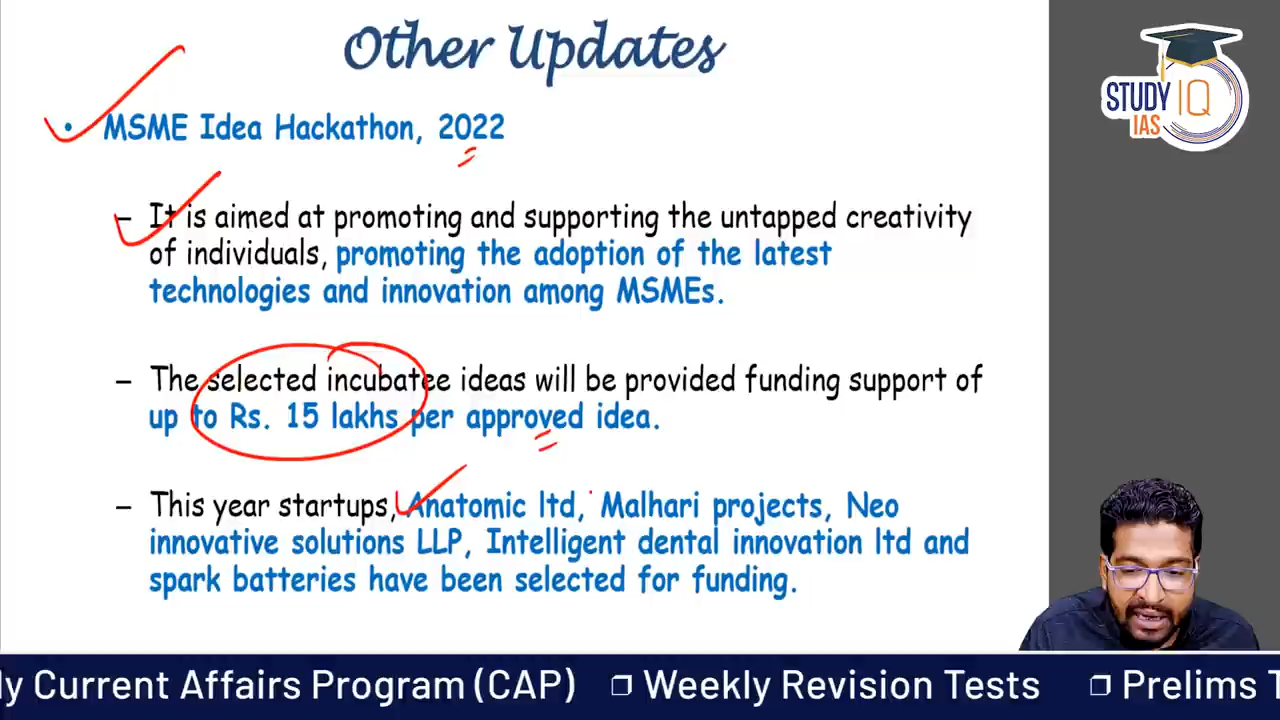 Other Updates
STUDY IQ
IAS
• MSME Idea Hackathon, 2022
– It is aimed at promoting and supporting the untapped creativity
of individuals, promoting the adoption of the latest
technologies and innovation among MSMEs.
– The selected incubatee ideas will be provided funding support of
up to Rs. 15 lakhs per approved idea.
– This year startups, Anatomic ltd, Malhari projects, Neo
innovative solutions LLP, Intelligent dental innovation ltd and
spark batteries have been selected for funding.
ly Current Affairs Program (CAP) ❐ Weekly Revision Tests ❐ Prelims T